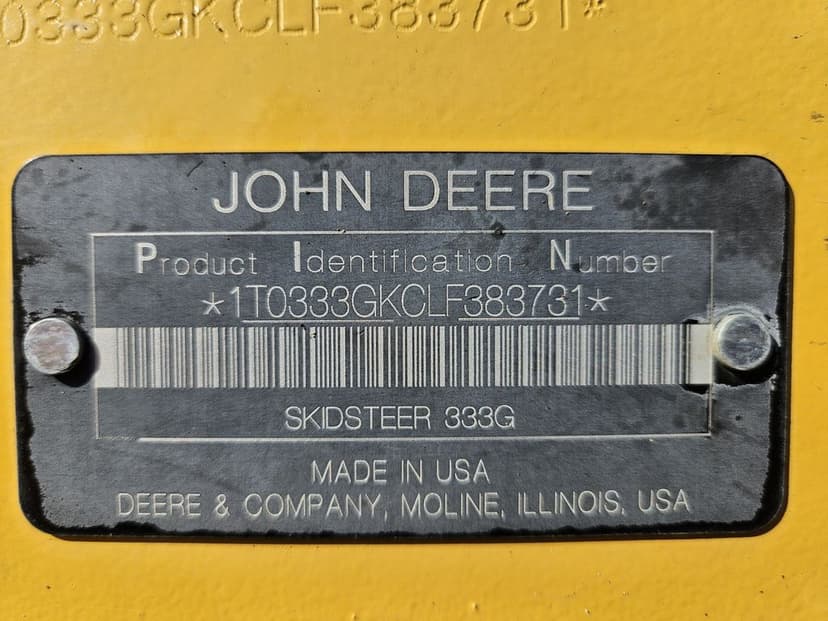 0333GKCLF383731*
JOHN DEERE
Product Identification Number
*1T0333GKCLF383731*
SKIDSTEER 333G
MADE IN USA
DEERE & COMPANY, MOLINE, ILLINOIS, USA